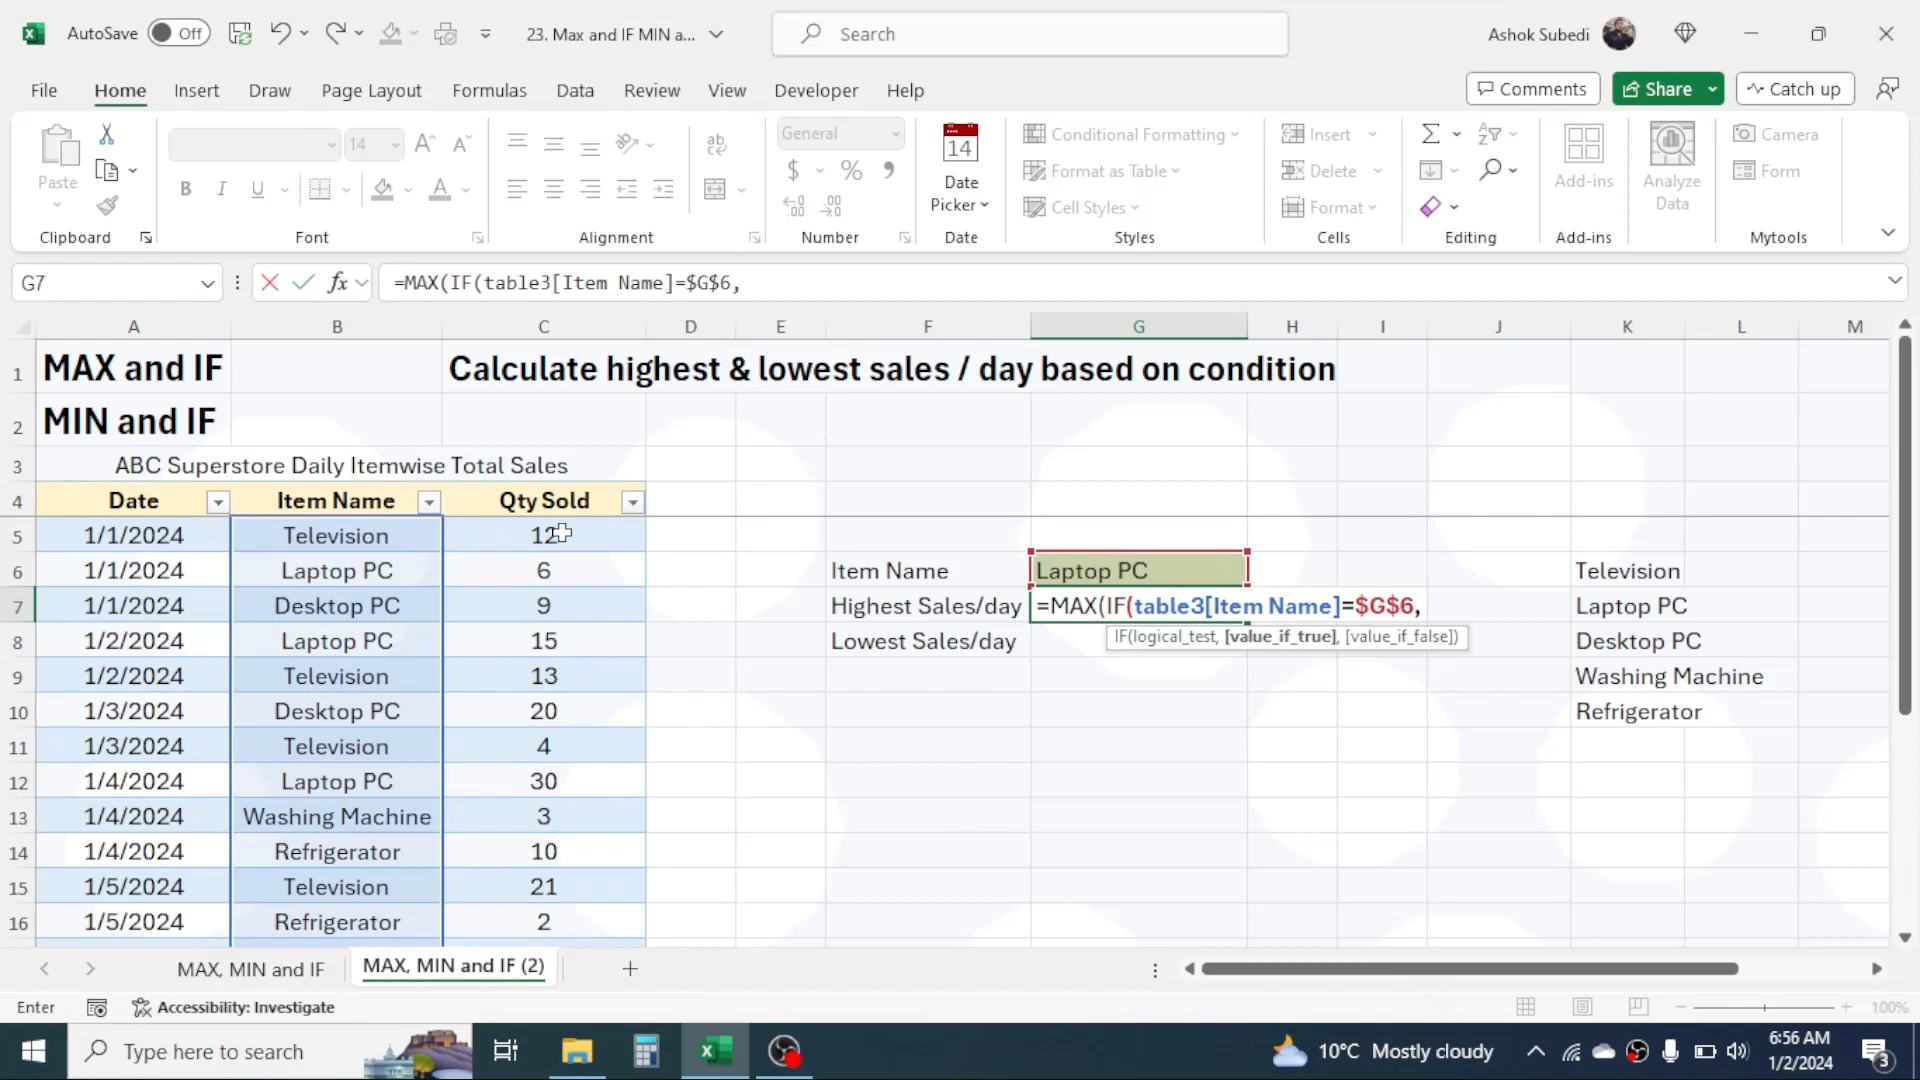 AutoSave Off 23. Max and IF MIN a... Search Ashok Subedi
File Home Insert Draw Page Layout Formulas Data Review View Developer Help Comments Share Catch up
Paste
Clipboard
14
Font
Alignment
General
Number
14
Date Picker
Date
Conditional Formatting
Format as Table
Cell Styles
Styles
Insert
Delete
Format
Cells
Editing
Add-ins
Add-ins
Analyze Data
Camera
Form
Mytools
G7 fx =MAX(IF(table3[Item Name]=$G$6,
A B C D E F G H I J K L M
1 MAX and IF Calculate highest & lowest sales / day based on condition
2 MIN and IF
3 ABC Superstore Daily Itemwise Total Sales
4 Date Item Name Qty Sold
5 1/1/2024 Television 12
6 1/1/2024 Laptop PC 6 Item Name Laptop PC Television
7 1/1/2024 Desktop PC 9 Highest Sales/day =MAX(IF(table3[Item Name]=$G$6, Laptop PC
8 1/2/2024 Laptop PC 15 Lowest Sales/day IF(logical_test, [value_if_true], [value_if_false]) Desktop PC
9 1/2/2024 Television 13 Washing Machine
10 1/3/2024 Desktop PC 20 Refrigerator
11 1/3/2024 Television 4
12 1/4/2024 Laptop PC 30
13 1/4/2024 Washing Machine 3
14 1/4/2024 Refrigerator 10
15 1/5/2024 Television 21
16 1/5/2024 Refrigerator 2
MAX, MIN and IF MAX, MIN and IF (2)
Enter Accessibility: Investigate 100%
Type here to search 10°C Mostly cloudy 6:56 AM
1/2/2024 3